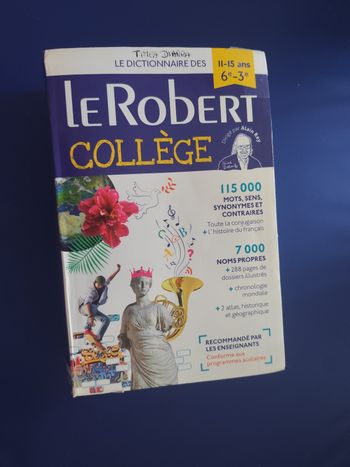 LE DICTIONNAIRE DES
11-15 ans
6e-3e
LE ROBERT
COLLÈGE
Dirigé par Alain Rey
115 000
MOTS, SENS,
SYNONYMES ET
CONTRAIRES
Toute la conjugaison
+ l'histoire du français
7 000
NOMS PROPRES
+ 288 pages de
dossiers illustrés
+ chronologie
mondiale
+ 2 atlas, historique
et géographique
RECOMMANDÉ PAR
LES ENSEIGNANTS
Conforme aux
programmes scolaires